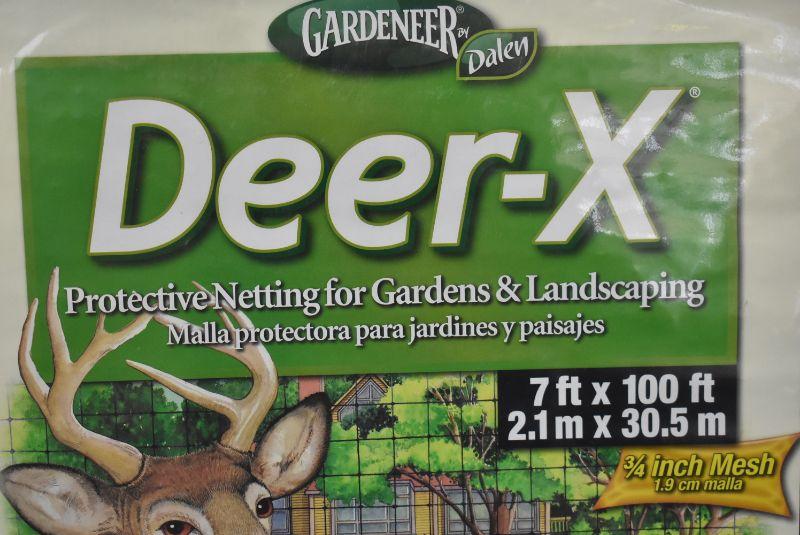 GARDENEER® BY
Dalen
Deer-X®
Protective Netting for Gardens & Landscaping
Malla protectora para jardines y paisajes
7 ft x 100 ft
2.1 m x 30.5 m
¾ inch Mesh
1.9 cm malla